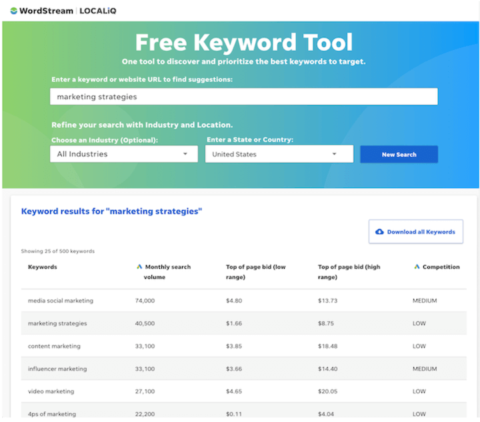 WordStream | LOCALiQ
Free Keyword Tool
One tool to discover and prioritize the best keywords to target.
Enter a keyword or website URL to find suggestions:
marketing strategies
Refine your search with Industry and Location.
Choose an Industry (Optional): Enter a State or Country:
All Industries United States New Search
Keyword results for "marketing strategies"
Download all Keywords
Showing 25 of 500 keywords
Keywords Monthly search Top of page bid (low Top of page bid (high Competition
volume range) range)
media social marketing 74,000 $4.80 $13.73 MEDIUM
marketing strategies 40,500 $1.66 $8.75 LOW
content marketing 33,100 $3.85 $18.48 LOW
influencer marketing 33,100 $3.66 $14.40 MEDIUM
video marketing 27,100 $4.65 $20.05 LOW
4ps of marketing 22,200 $0.11 $4.04 LOW